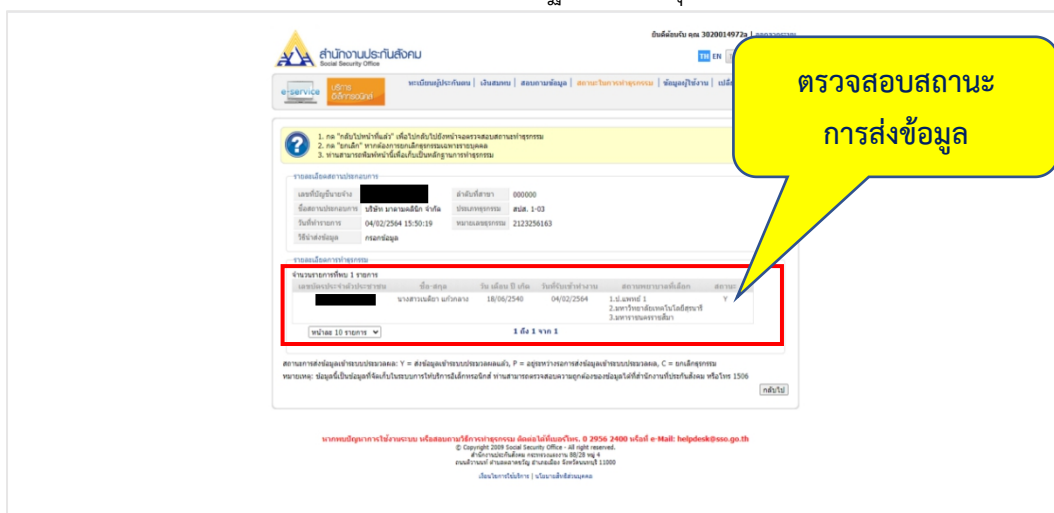 ยินดีต้อนรับ คุณ 3020014972a |
สำนักงานประกันสังคม
Social Security Office
TH EN
e-service บริการอิเล็กทรอนิกส์
ทะเบียนผู้ประกันตน | เงินสมทบ | สอบถามข้อมูล | สถานะ/ยกเลิกการทำธุรกรรม | ข้อมูลผู้ใช้งาน |
ตรวจสอบสถานะ
การส่งข้อมูล
1. กด "กลับไปหน้าที่แล้ว" เพื่อไปกลับไปยังหน้าจอตรวจสอบสถานะทำธุรกรรม
2. กด "ยกเลิก" หากต้องการยกเลิกธุรกรรมเฉพาะรายบุคคล
3. ท่านสามารถพิมพ์หน้านี้เพื่อเก็บเป็นหลักฐานการทำธุรกรรม
รายละเอียดสถานประกอบการ
เลขที่บัญชีนายจ้าง ลำดับที่สาขา 000000
ชื่อสถานประกอบการ บริษัท มาดามคลินิก จำกัด ประเภทธุรกรรม สปส. 1-03
วันที่ทำรายการ 04/02/2564 15:50:19 หมายเลขธุรกรรม 2123256163
วิธีนำส่งข้อมูล กรอกข้อมูล
รายละเอียดการทำธุรกรรม
จำนวนรายการที่พบ 1 รายการ
เลขบัตรประจำตัวประชาชน ชื่อ-สกุล วัน เดือน ปี เกิด วันที่รับเข้าทำงาน สถานพยาบาลที่เลือก สถานะ
นางสาวเนติยา แก้วกลาง 18/06/2540 04/02/2564 1.ป.แพทย์ 1 Y
2.มหาวิทยาลัยเทคโนโลยีสุรนารี
3.มหาราชนครราชสีมา
หน้าละ 10 รายการ 1 ถึง 1 จาก 1
สถานะการส่งข้อมูลเข้าระบบประมวลผล: Y = ส่งข้อมูลเข้าระบบประมวลผลแล้ว, P = อยู่ระหว่างรอการส่งข้อมูลเข้าระบบประมวลผล, C = ยกเลิกธุรกรรม
หมายเหตุ: ข้อมูลนี้เป็นข้อมูลที่จัดเก็บในระบบการให้บริการอิเล็กทรอนิกส์ ท่านสามารถตรวจสอบความถูกต้องของข้อมูลได้ที่สำนักงานที่ประกันสังคม หรือโทร 1506
กลับไป
หากพบปัญหาการใช้งานระบบ หรือสอบถามวิธีการทำธุรกรรม ติดต่อได้ที่เบอร์โทร. 0 2956 2400 หรือที่ e-Mail: helpdesk@sso.go.th
© Copyright 2009 Social Security Office - All right reserved.
สำนักงานประกันสังคม กระทรวงแรงงาน 88/28 หมู่ 4
ถนนติวานนท์ ตำบลตลาดขวัญ อำเภอเมือง จังหวัดนนทบุรี 11000
เงื่อนไขการใช้บริการ | นโยบายสิทธิส่วนบุคคล